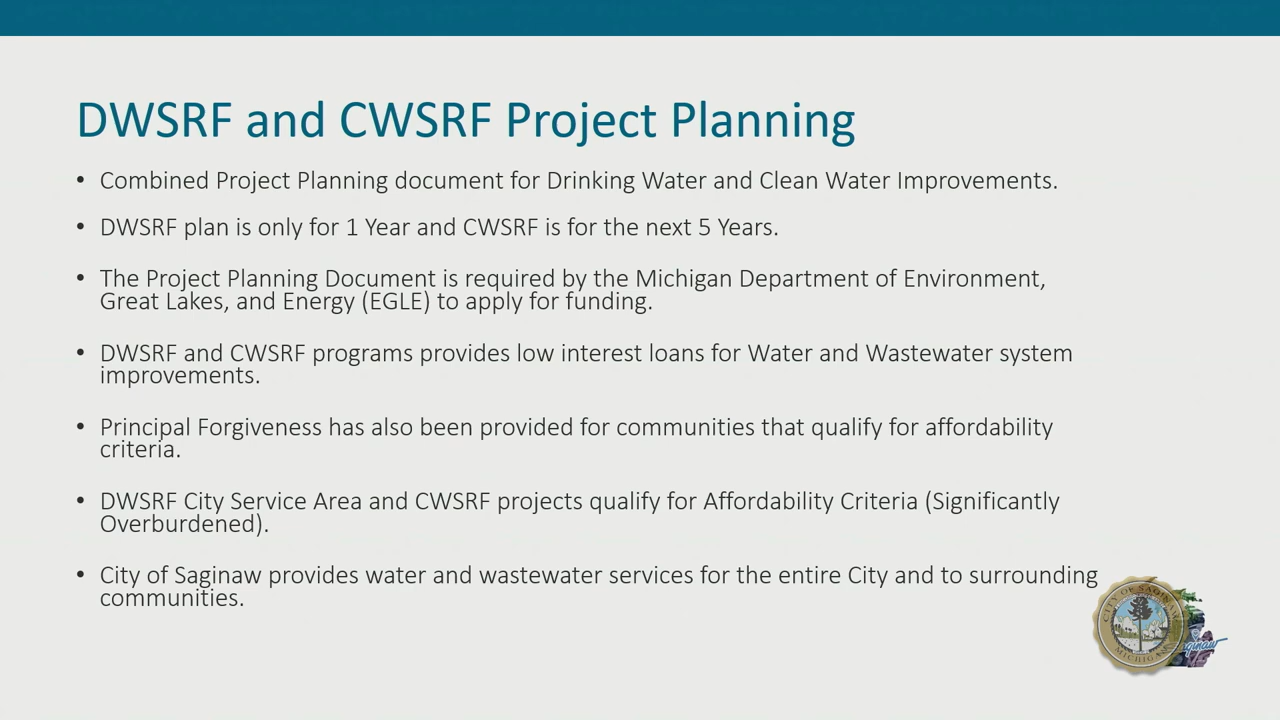 DWSRF and CWSRF Project Planning
• Combined Project Planning document for Drinking Water and Clean Water Improvements.
• DWSRF plan is only for 1 Year and CWSRF is for the next 5 Years.
• The Project Planning Document is required by the Michigan Department of Environment,
Great Lakes, and Energy (EGLE) to apply for funding.
• DWSRF and CWSRF programs provides low interest loans for Water and Wastewater system
improvements.
• Principal Forgiveness has also been provided for communities that qualify for affordability
criteria.
• DWSRF City Service Area and CWSRF projects qualify for Affordability Criteria (Significantly
Overburdened).
• City of Saginaw provides water and wastewater services for the entire City and to surrounding
communities.
CITY OF SAGINAW
MICHIGAN